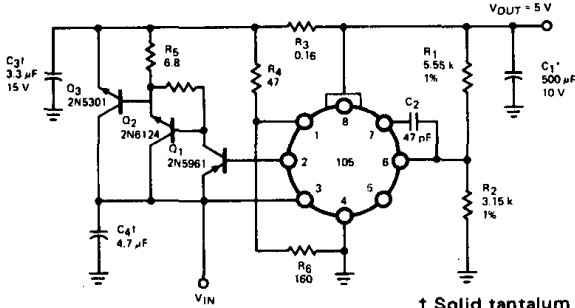 VOUT = 5 V
C3†
3.3 μF
15 V
Q3
2N5301
R5
6.8
Q2
2N6124
Q1
2N5961
R4
47
R3
0.16
R1
5.55 k
1%
C1*
500 μF
10 V
C2
47 pF
1
8
7
2
105
6
3
4
5
R2
3.15 k
1%
C4†
4.7 μF
R6
160
VIN
† Solid tantalum